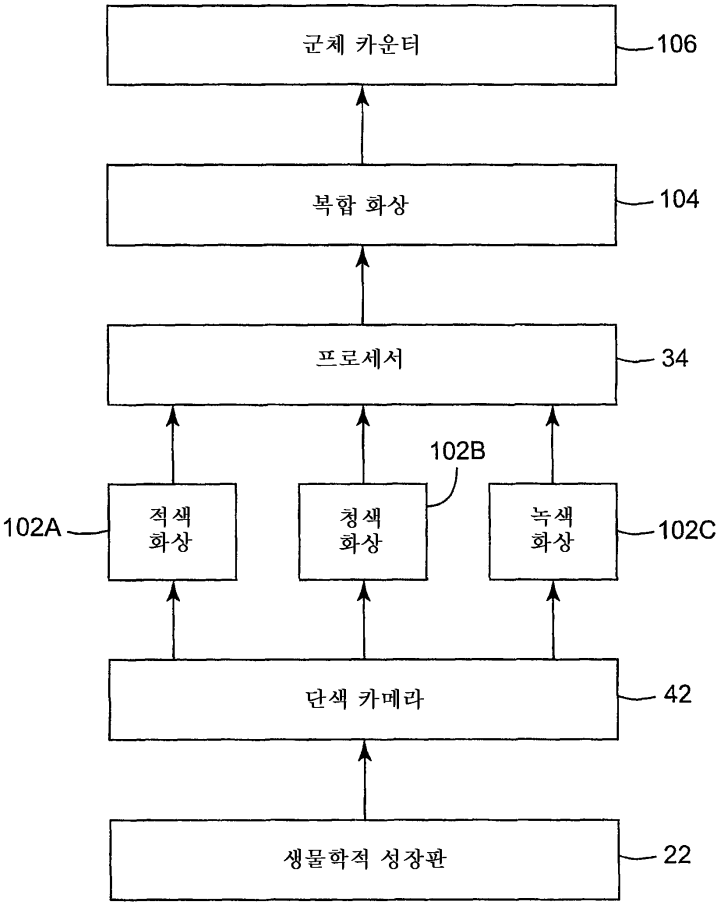 군체 카운터
106
복합 화상
104
프로세서
34
102B
102A
적색
화상
청색
화상
녹색
화상
102C
단색 카메라
42
생물학적 성장판
22